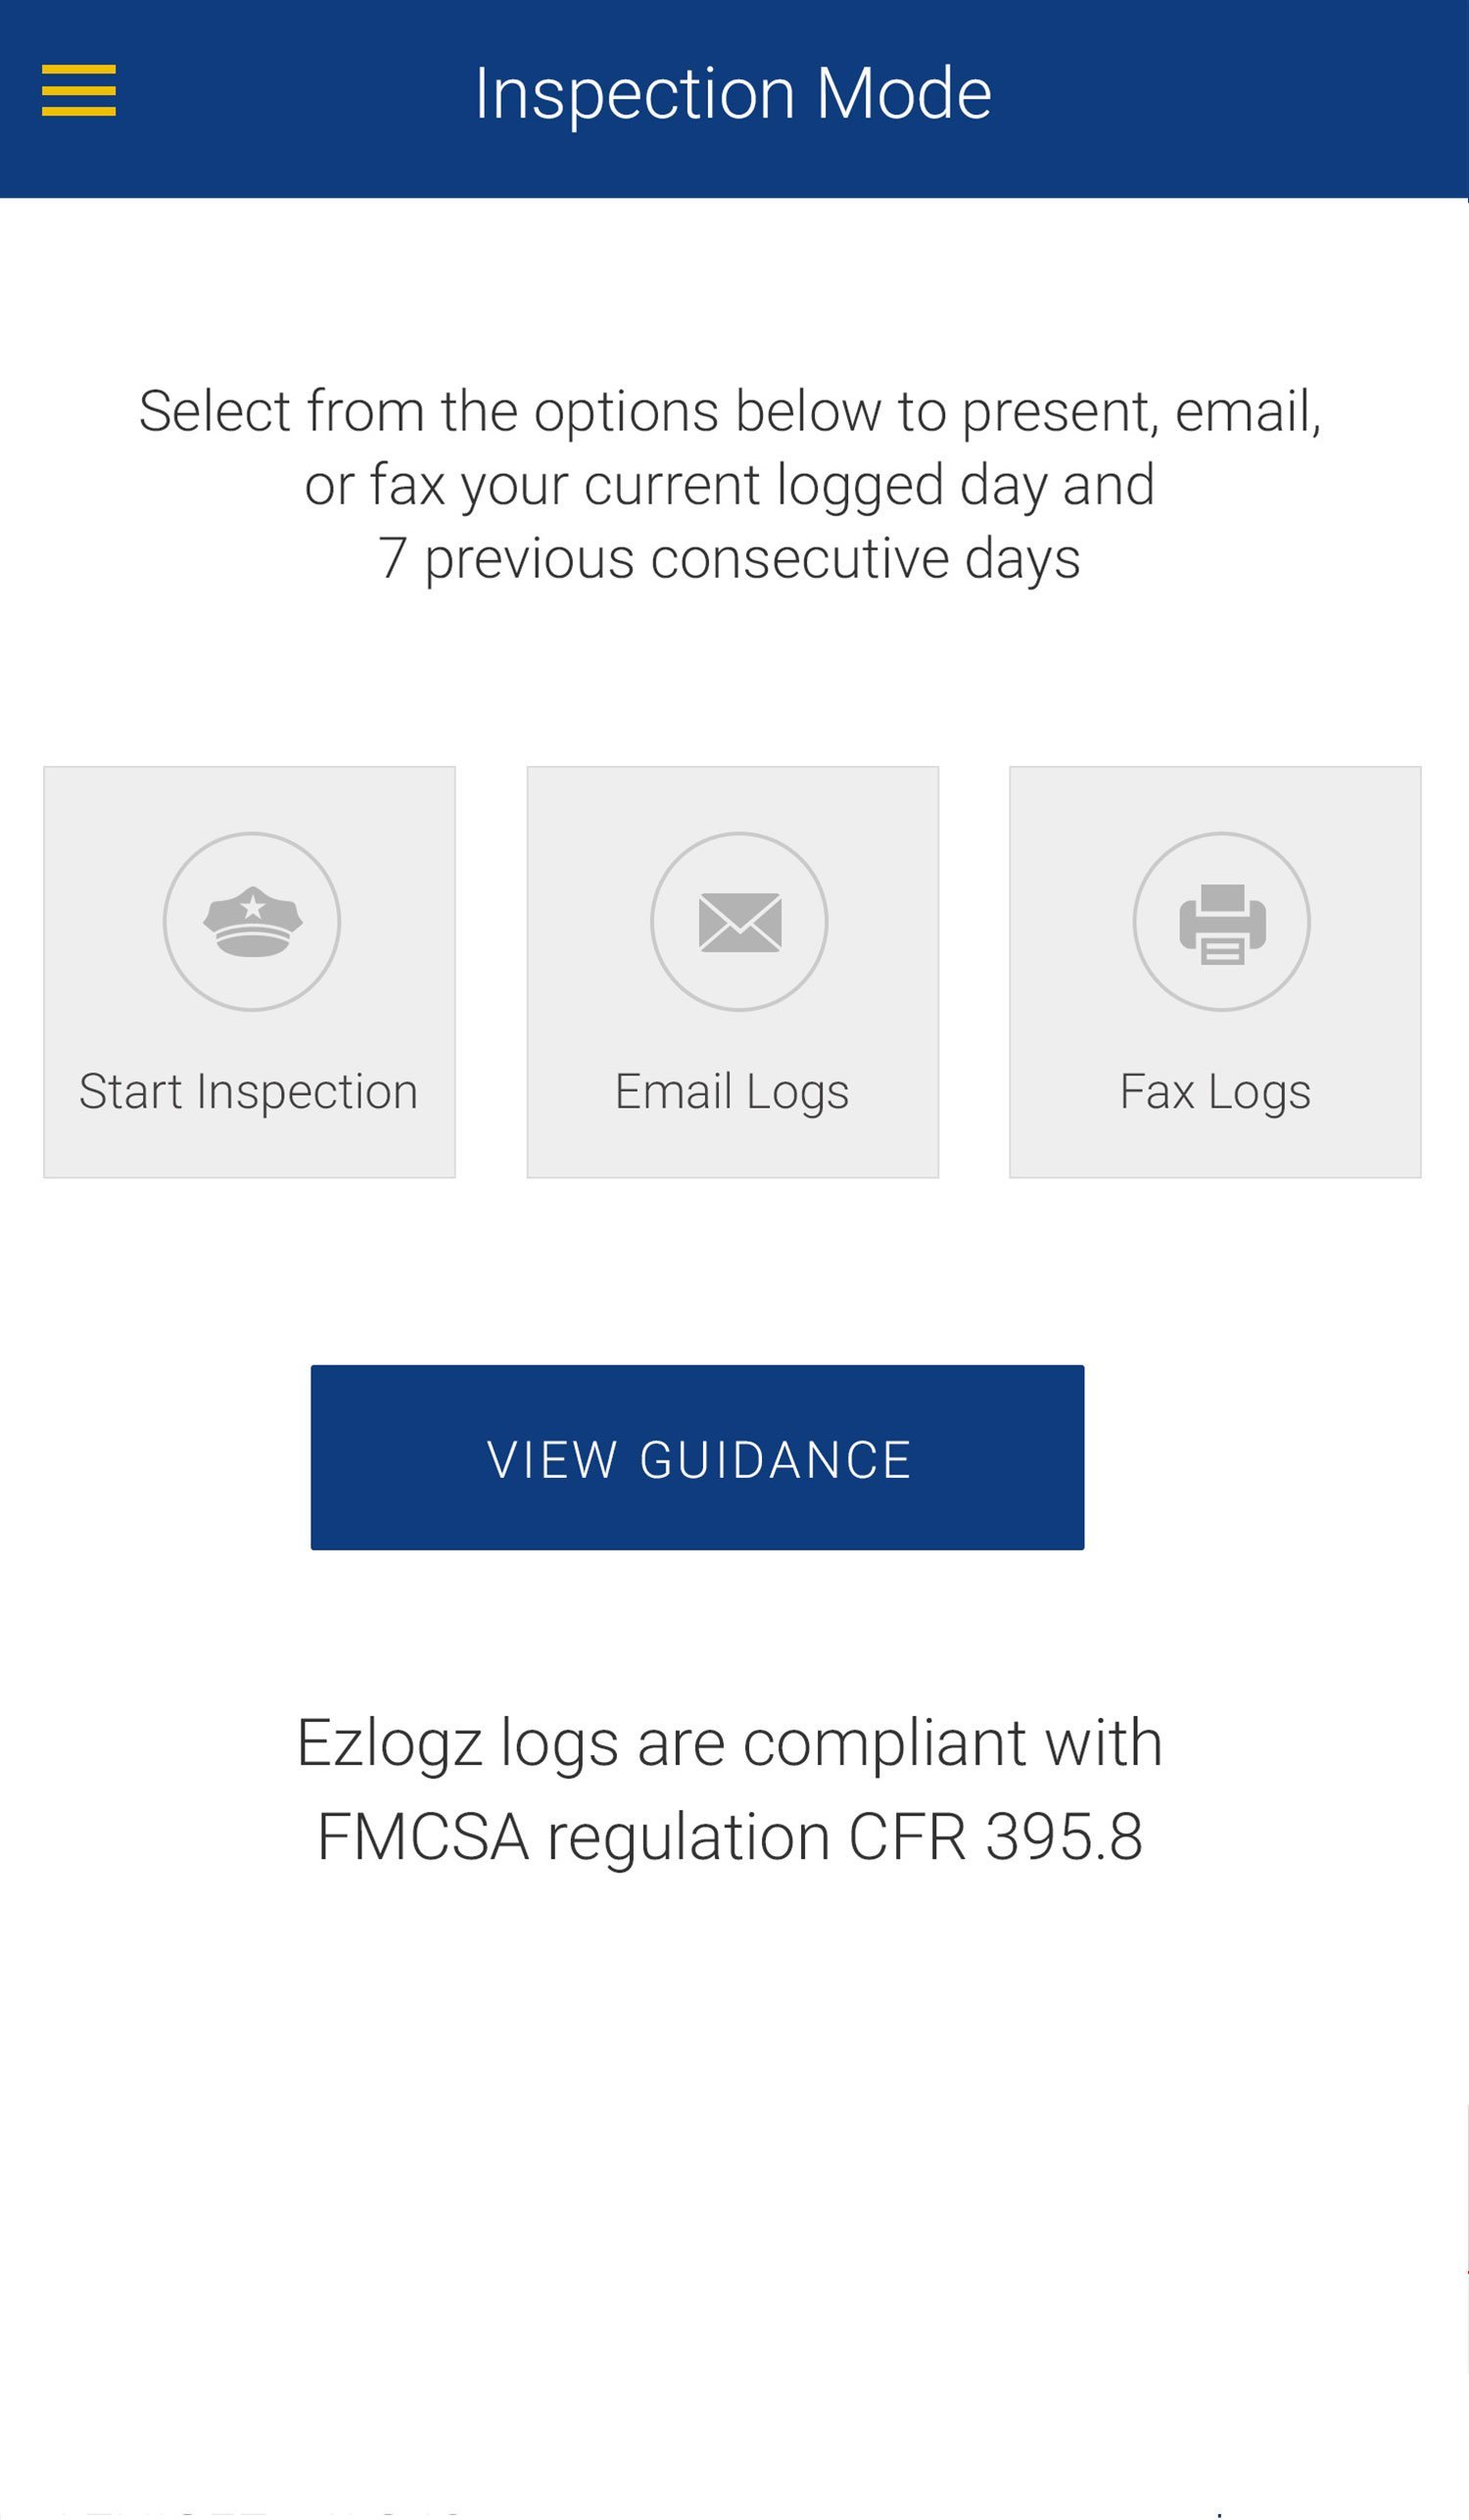 Inspection Mode
Select from the options below to present, email,
or fax your current logged day and
7 previous consecutive days
Start Inspection
Email Logs
Fax Logs
VIEW GUIDANCE
Ezlogz logs are compliant with
FMCSA regulation CFR 395.8